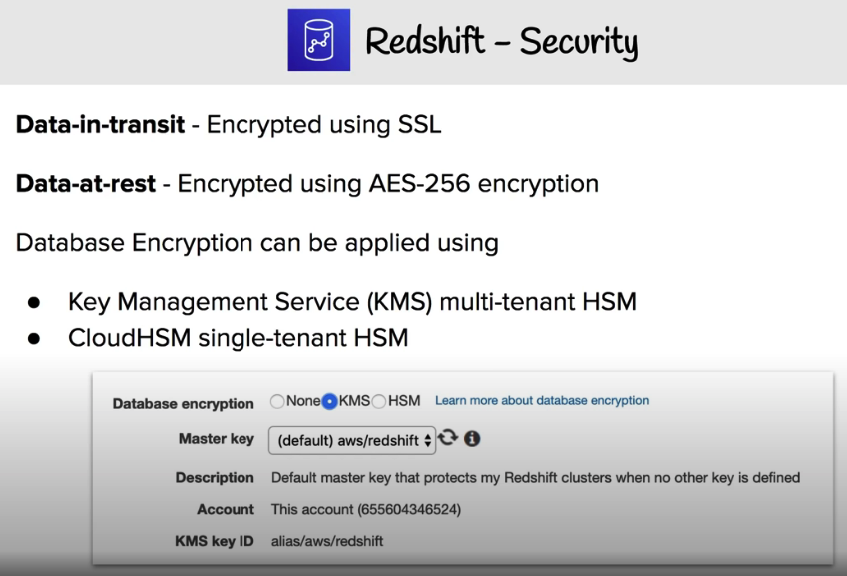 Redshift – Security
Data-in-transit - Encrypted using SSL
Data-at-rest - Encrypted using AES-256 encryption
Database Encryption can be applied using
● Key Management Service (KMS) multi-tenant HSM
● CloudHSM single-tenant HSM
Database encryption None KMS HSM Learn more about database encryption
Master key (default) aws/redshift
Description Default master key that protects my Redshift clusters when no other key is defined
Account This account (655604346524)
KMS key ID alias/aws/redshift